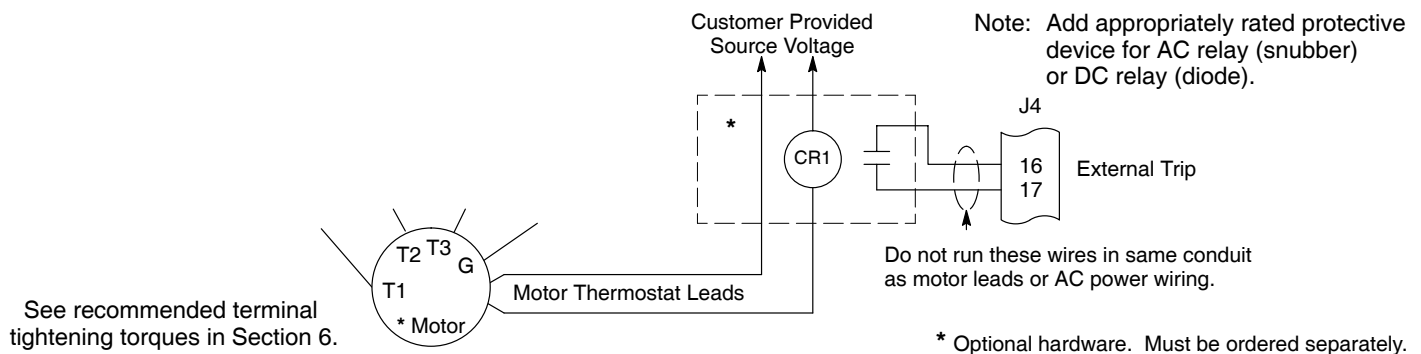 Customer Provided
Source Voltage
Note: Add appropriately rated protective
device for AC relay (snubber)
or DC relay (diode).
J4
*
CR1
16
17
External Trip
Do not run these wires in same conduit
as motor leads or AC power wiring.
T2
T3
G
T1
* Motor
Motor Thermostat Leads
See recommended terminal
tightening torques in Section 6.
* Optional hardware. Must be ordered separately.